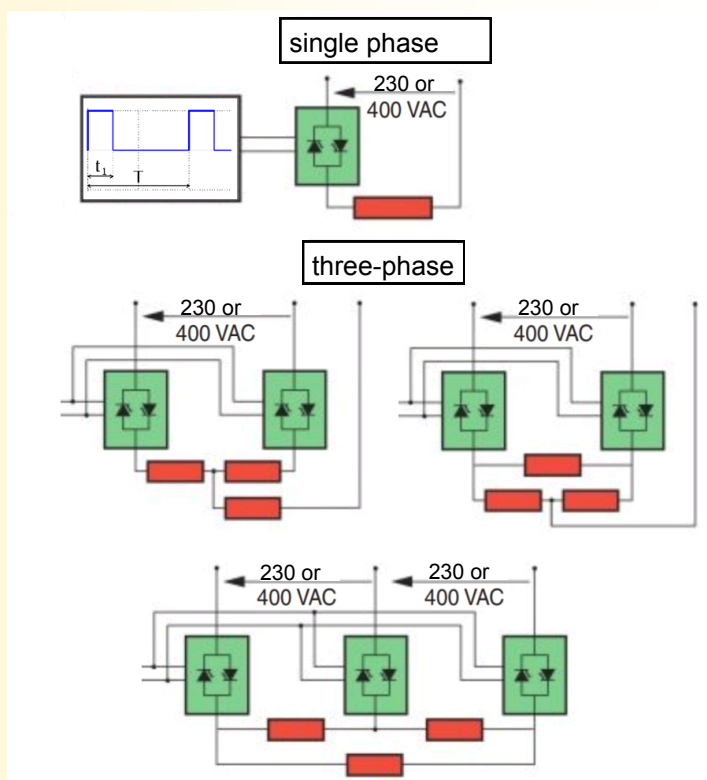 single phase
230 or
400 VAC
t₁
T
three-phase
230 or
400 VAC
230 or
400 VAC
230 or
400 VAC
230 or
400 VAC